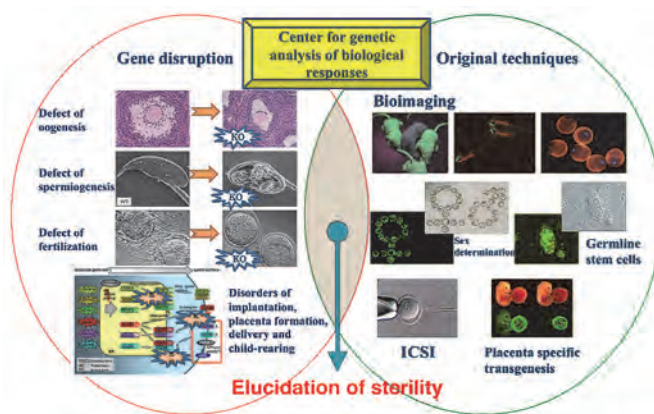 Center for genetic
analysis of biological
responses
Gene disruption
Original techniques
Defect of
oogenesis
KO
Defect of
spermiogenesis
KO
Defect of
fertilization
KO
Disorders of
implantation,
placenta formation,
delivery and
child-rearing
Bioimaging
Sex
determination
Germline
stem cells
ICSI
Placenta specific
transgenesis
Elucidation of sterility